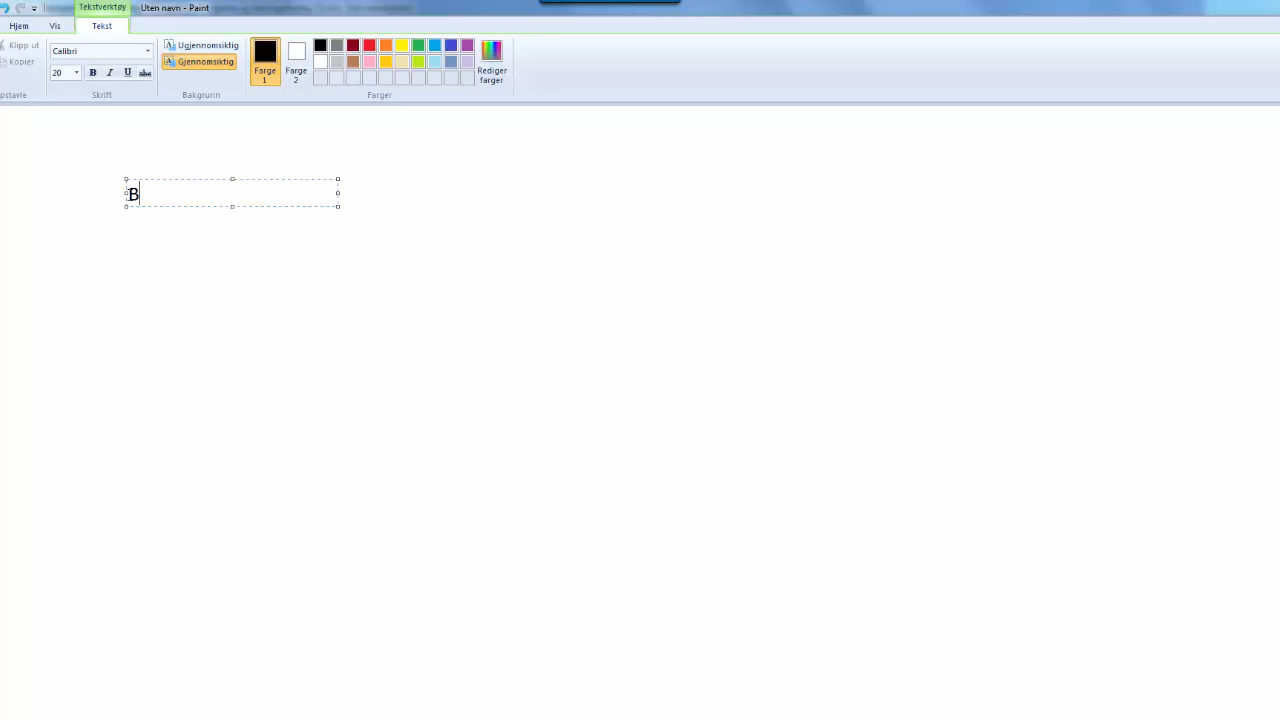 Tekstverktøy
Uten navn - Paint
Hjem Vis Tekst
Klipp ut
Kopier
pstavle
Calibri
20 B I U abc
Skrift
Ugjennomsiktig
Gjennomsiktig
Bakgrunn
Farge 1
Farge 2
Rediger farger
Farger
B